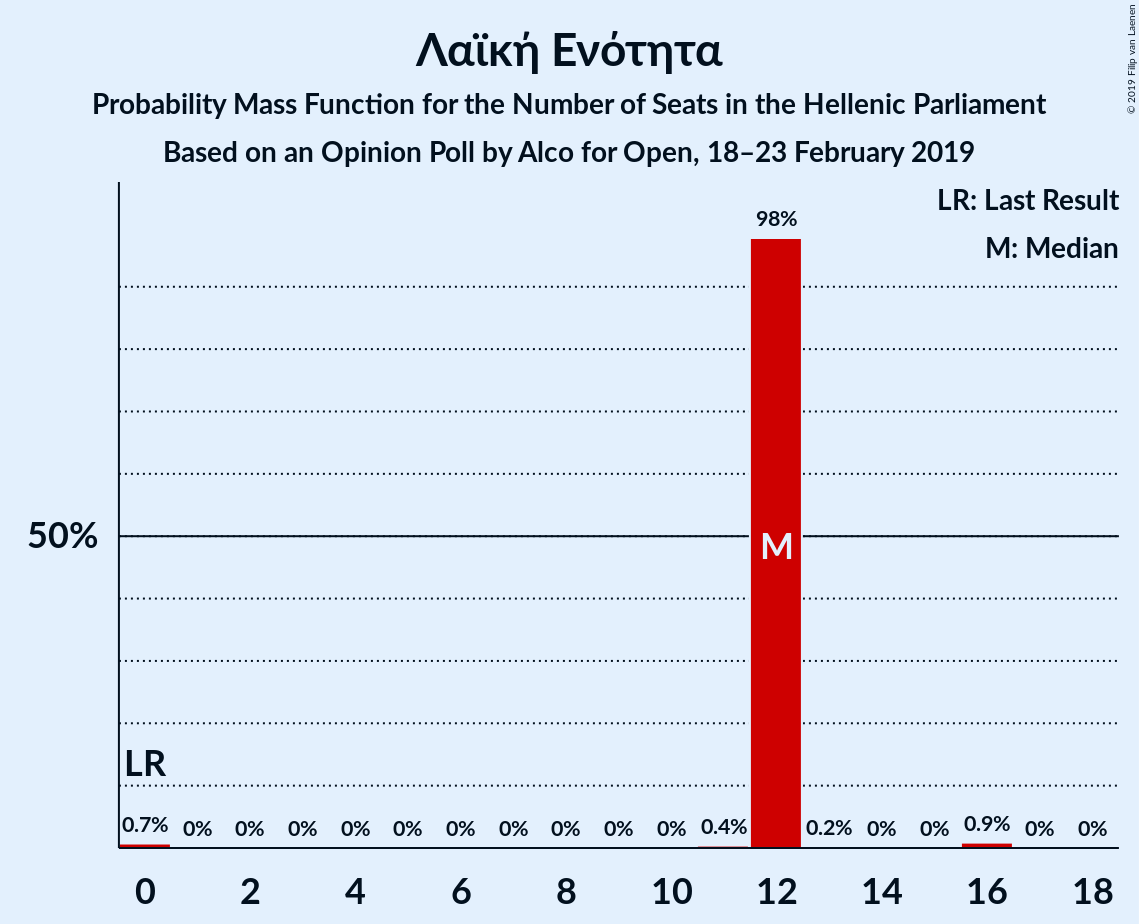 Λαϊκή Ενότητα
Probability Mass Function for the Number of Seats in the Hellenic Parliament
Based on an Opinion Poll by Alco for Open, 18–23 February 2019
© 2019 Filip van Laenen
LR: Last Result
M: Median
98%
50%
M
LR
0.7% 0% 0% 0% 0% 0% 0% 0% 0% 0% 0% 0.4% 0.2% 0% 0% 0.9% 0% 0%
0 2 4 6 8 10 12 14 16 18